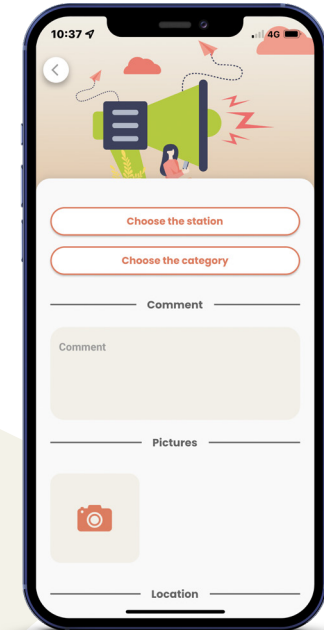 10:37
4G
Choose the station
Choose the category
Comment
Comment
Pictures
Location